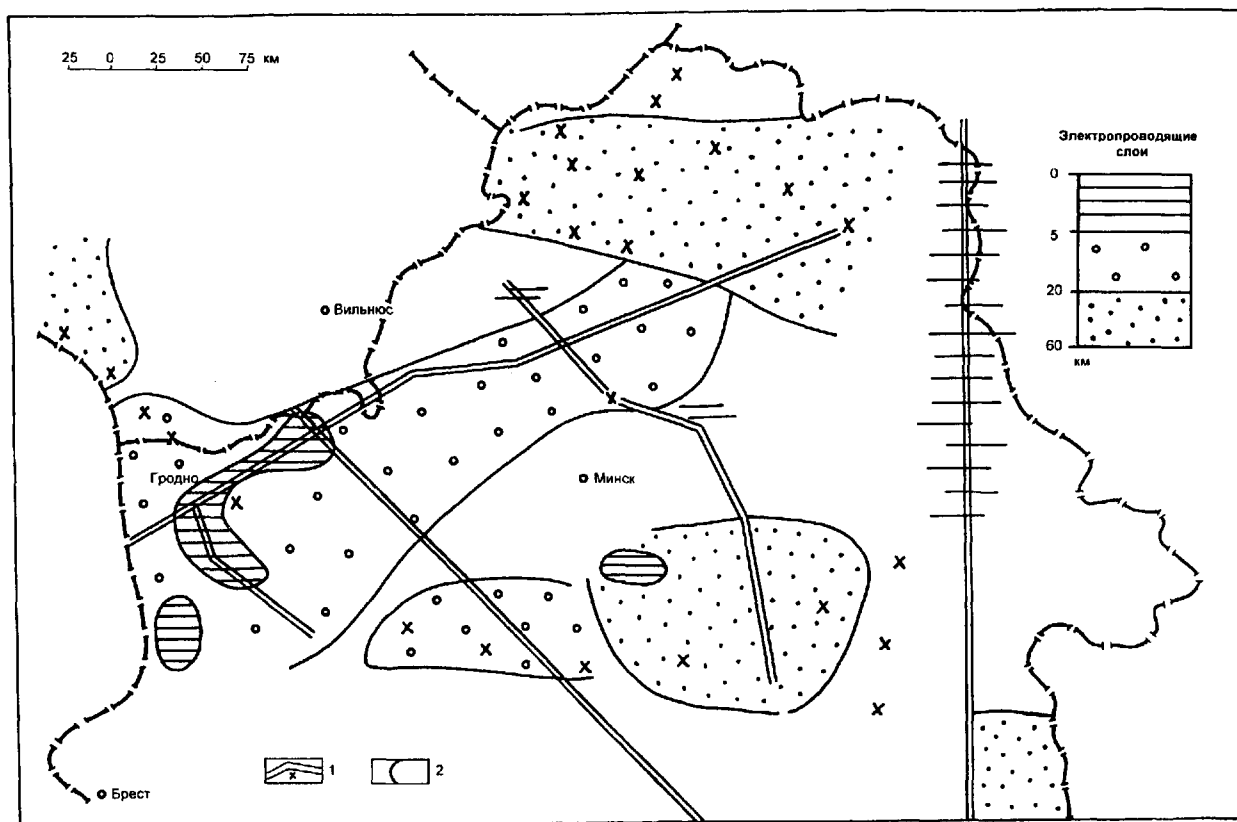 25 0 25 50 75 км
Электропроводящие
слои
0
5
20
60
км
Вильнюс
Гродно
Минск
Брест
1
2